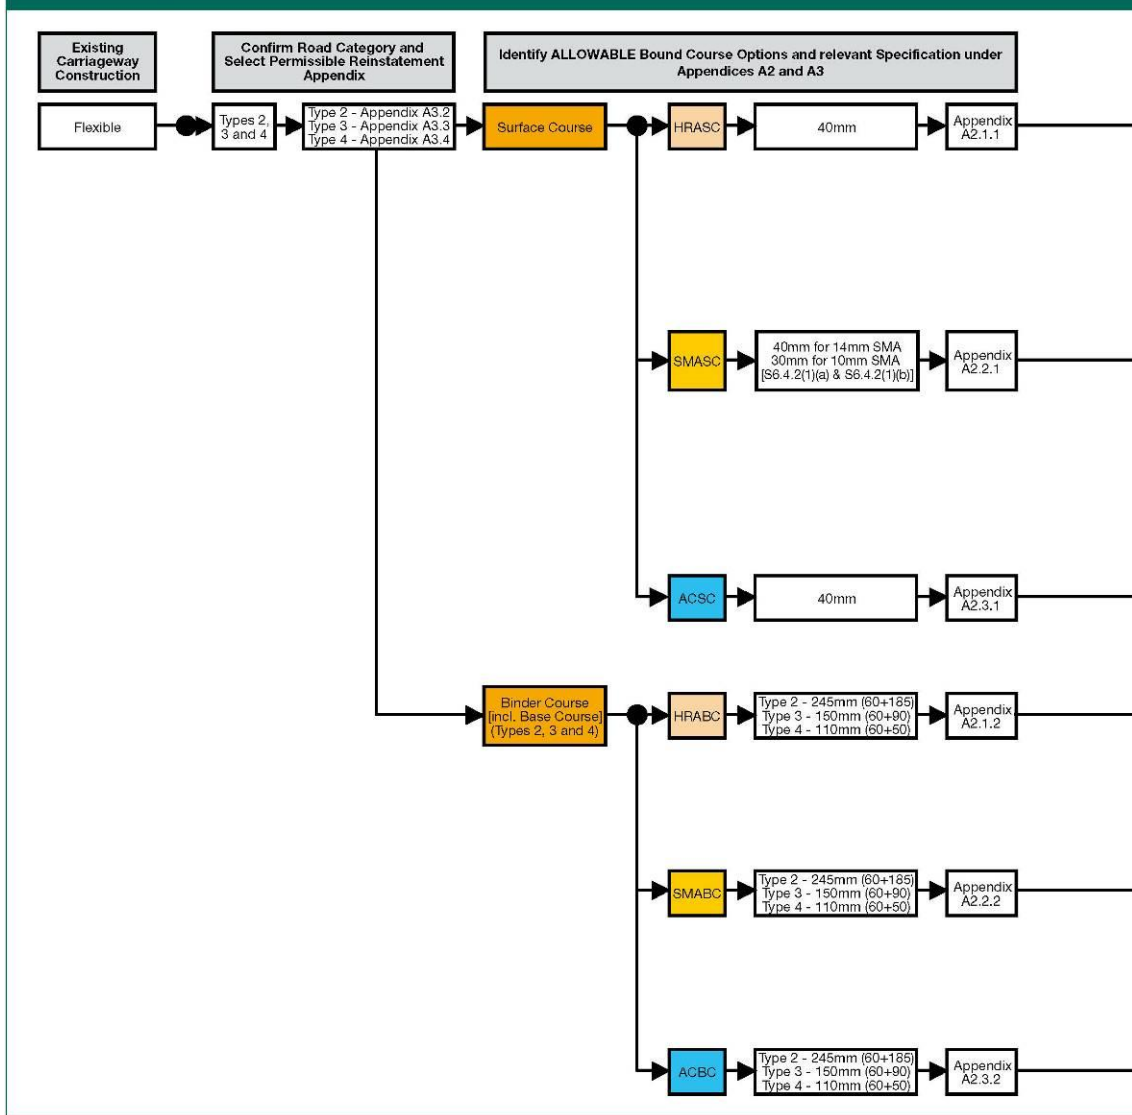 Existing
Carriageway
Construction
Confirm Road Category and
Select Permissible Reinstatement
Appendix
Identify ALLOWABLE Bound Course Options and relevant Specification under
Appendices A2 and A3
Flexible
Types 2,
3 and 4
Type 2 - Appendix A3.2
Type 3 - Appendix A3.3
Type 4 - Appendix A3.4
Surface Course
HRASC
40mm
Appendix
A2.1.1
SMASC
40mm for 14mm SMA
30mm for 10mm SMA
[S6.4.2(1)(a) & S6.4.2(1)(b)]
Appendix
A2.2.1
ACSC
40mm
Appendix
A2.3.1
Binder Course
[incl. Base Course]
(Types 2, 3 and 4)
HRABC
Type 2 - 245mm (60+185)
Type 3 - 150mm (60+90)
Type 4 - 110mm (60+50)
Appendix
A2.1.2
SMABC
Type 2 - 245mm (60+185)
Type 3 - 150mm (60+90)
Type 4 - 110mm (60+50)
Appendix
A2.2.2
ACBC
Type 2 - 245mm (60+185)
Type 3 - 150mm (60+90)
Type 4 - 110mm (60+50)
Appendix
A2.3.2